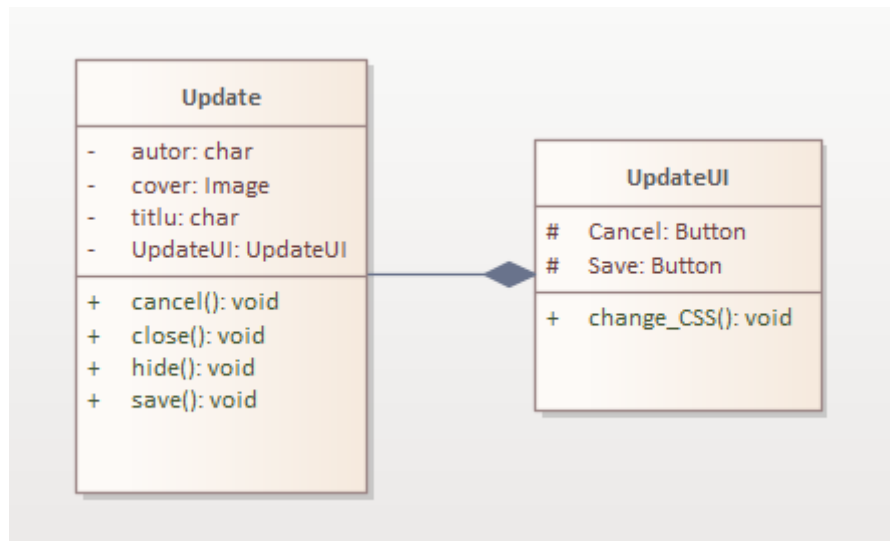 Update
- autor: char
- cover: Image
- titlu: char
- UpdateUI: UpdateUI
+ cancel(): void
+ close(): void
+ hide(): void
+ save(): void
UpdateUI
# Cancel: Button
# Save: Button
+ change_CSS(): void